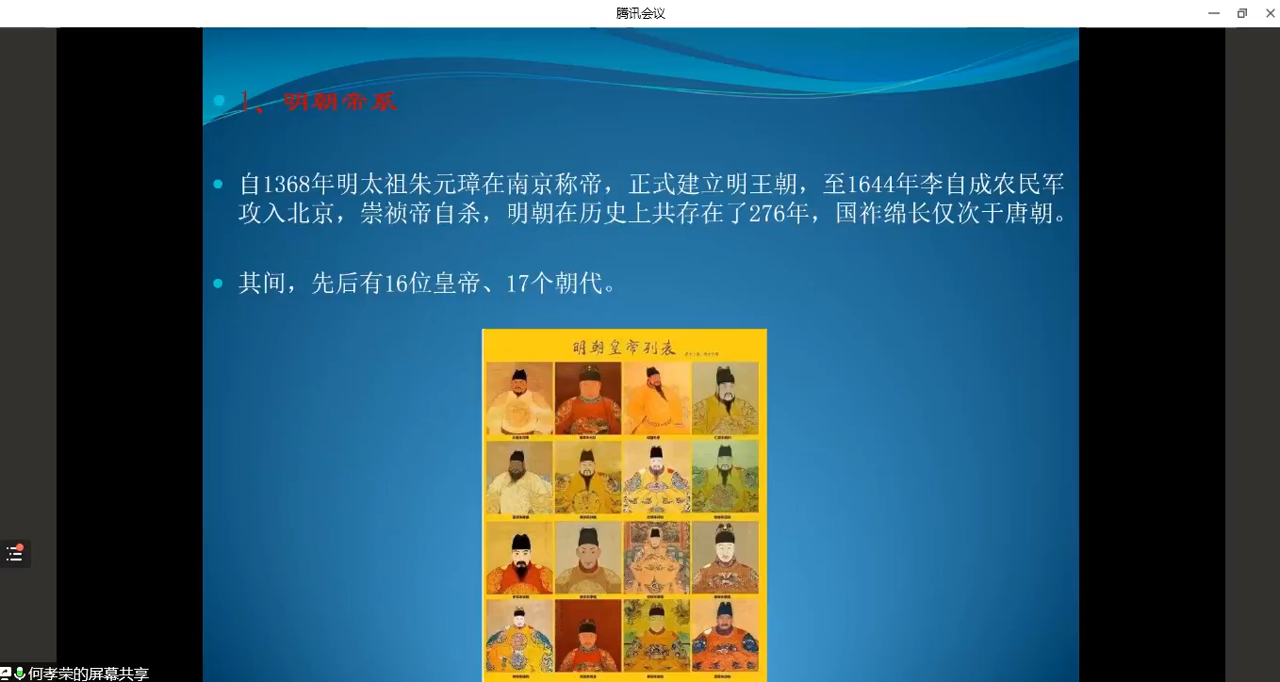 腾讯会议
1、明朝帝系
自1368年明太祖朱元璋在南京称帝，正式建立明王朝，至1644年李自成农民军
攻入北京，崇祯帝自杀，明朝在历史上共存在了276年，国祚绵长仅次于唐朝。
其间，先后有16位皇帝、17个朝代。
明朝皇帝列表
何孝荣的屏幕共享